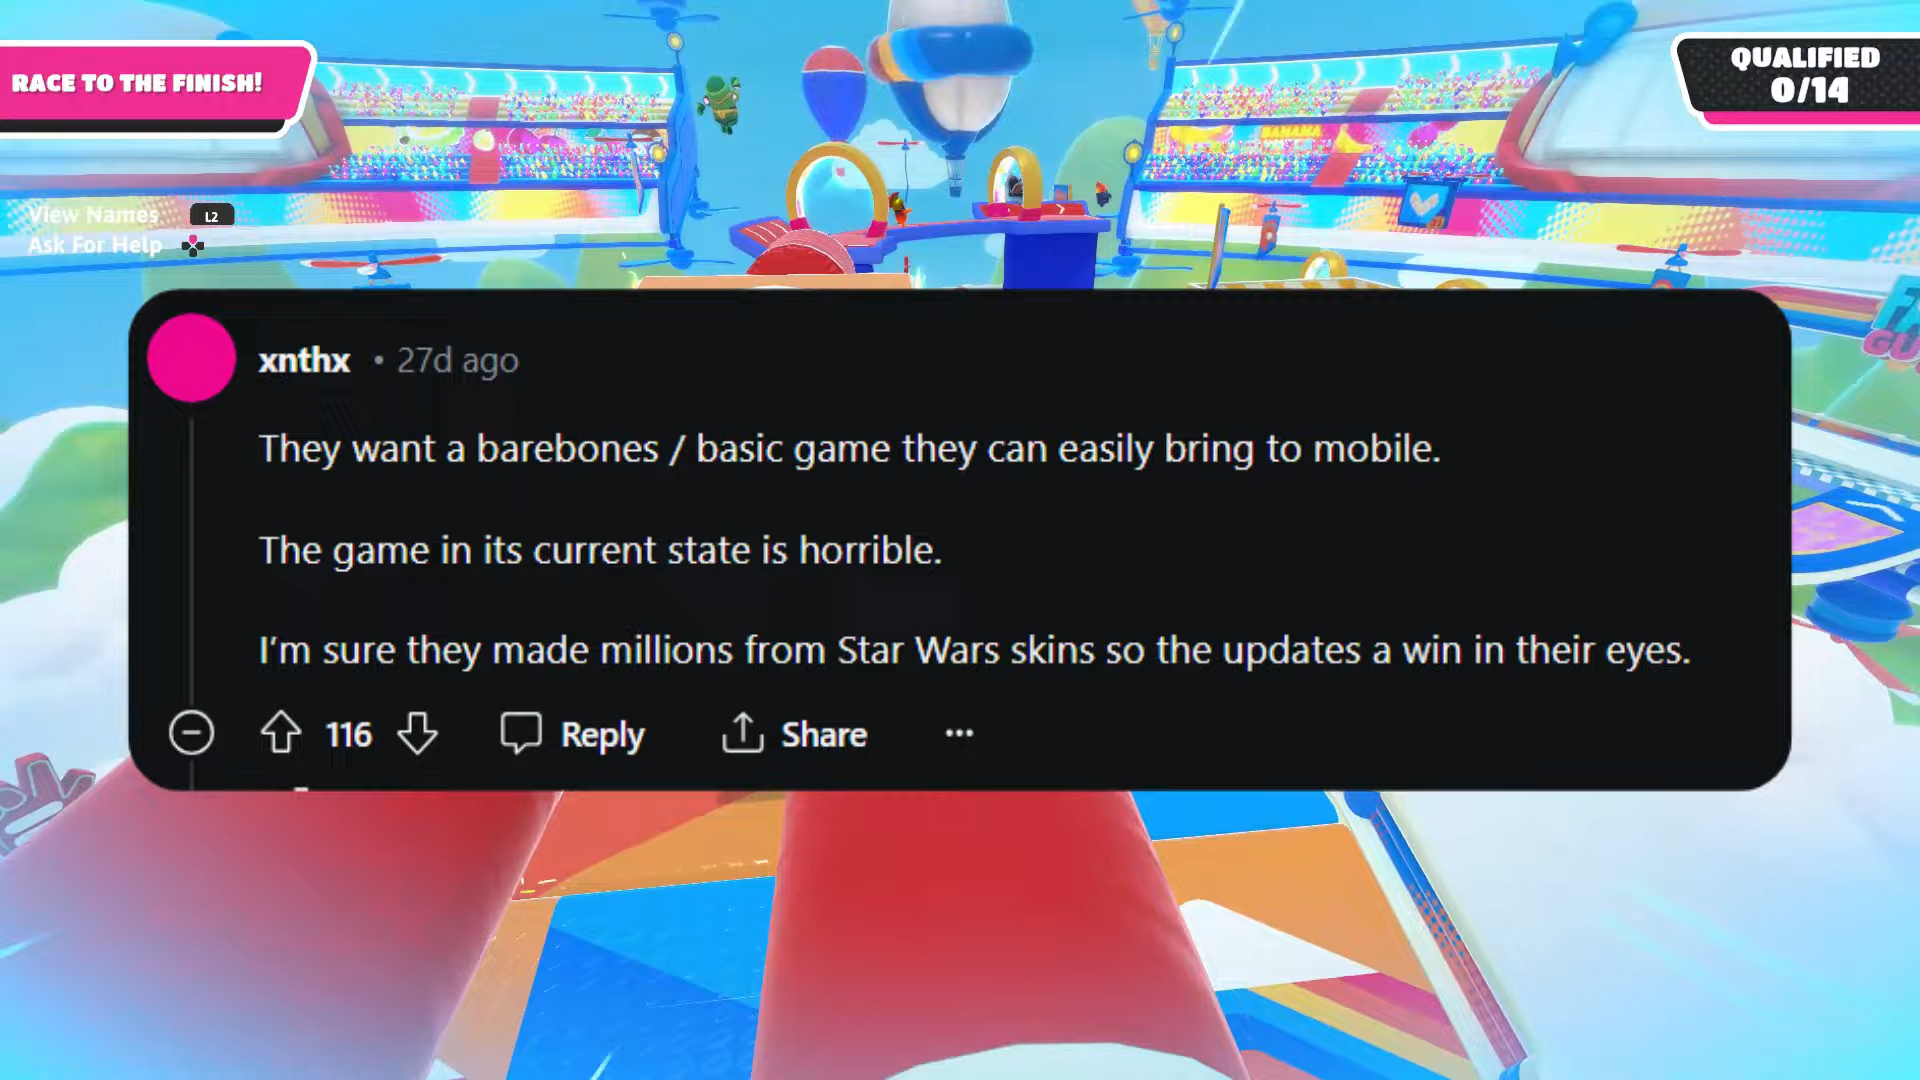 RACE TO THE FINISH!
QUALIFIED
0/14
View Names L2
Ask For Help
BANANA
xnthx • 27d ago
They want a barebones / basic game they can easily bring to mobile.
The game in its current state is horrible.
I'm sure they made millions from Star Wars skins so the updates a win in their eyes.
116 Reply Share ...